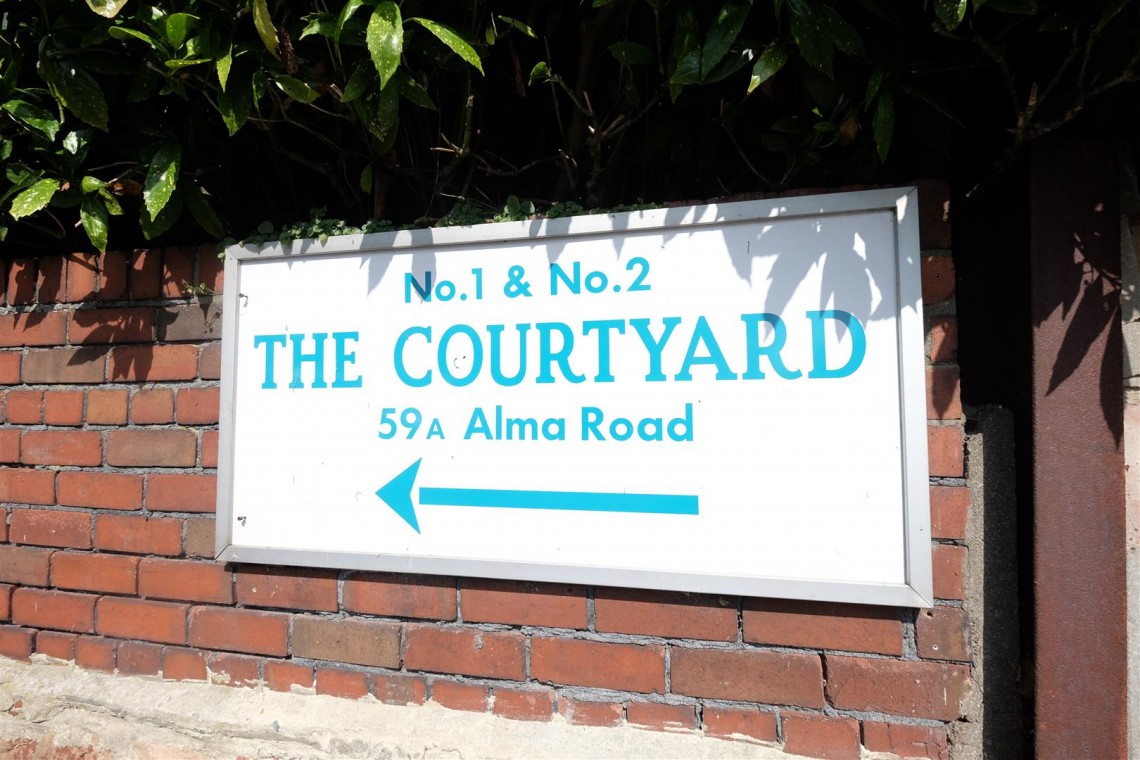 No.1 & No.2
THE COURTYARD
59A Alma Road